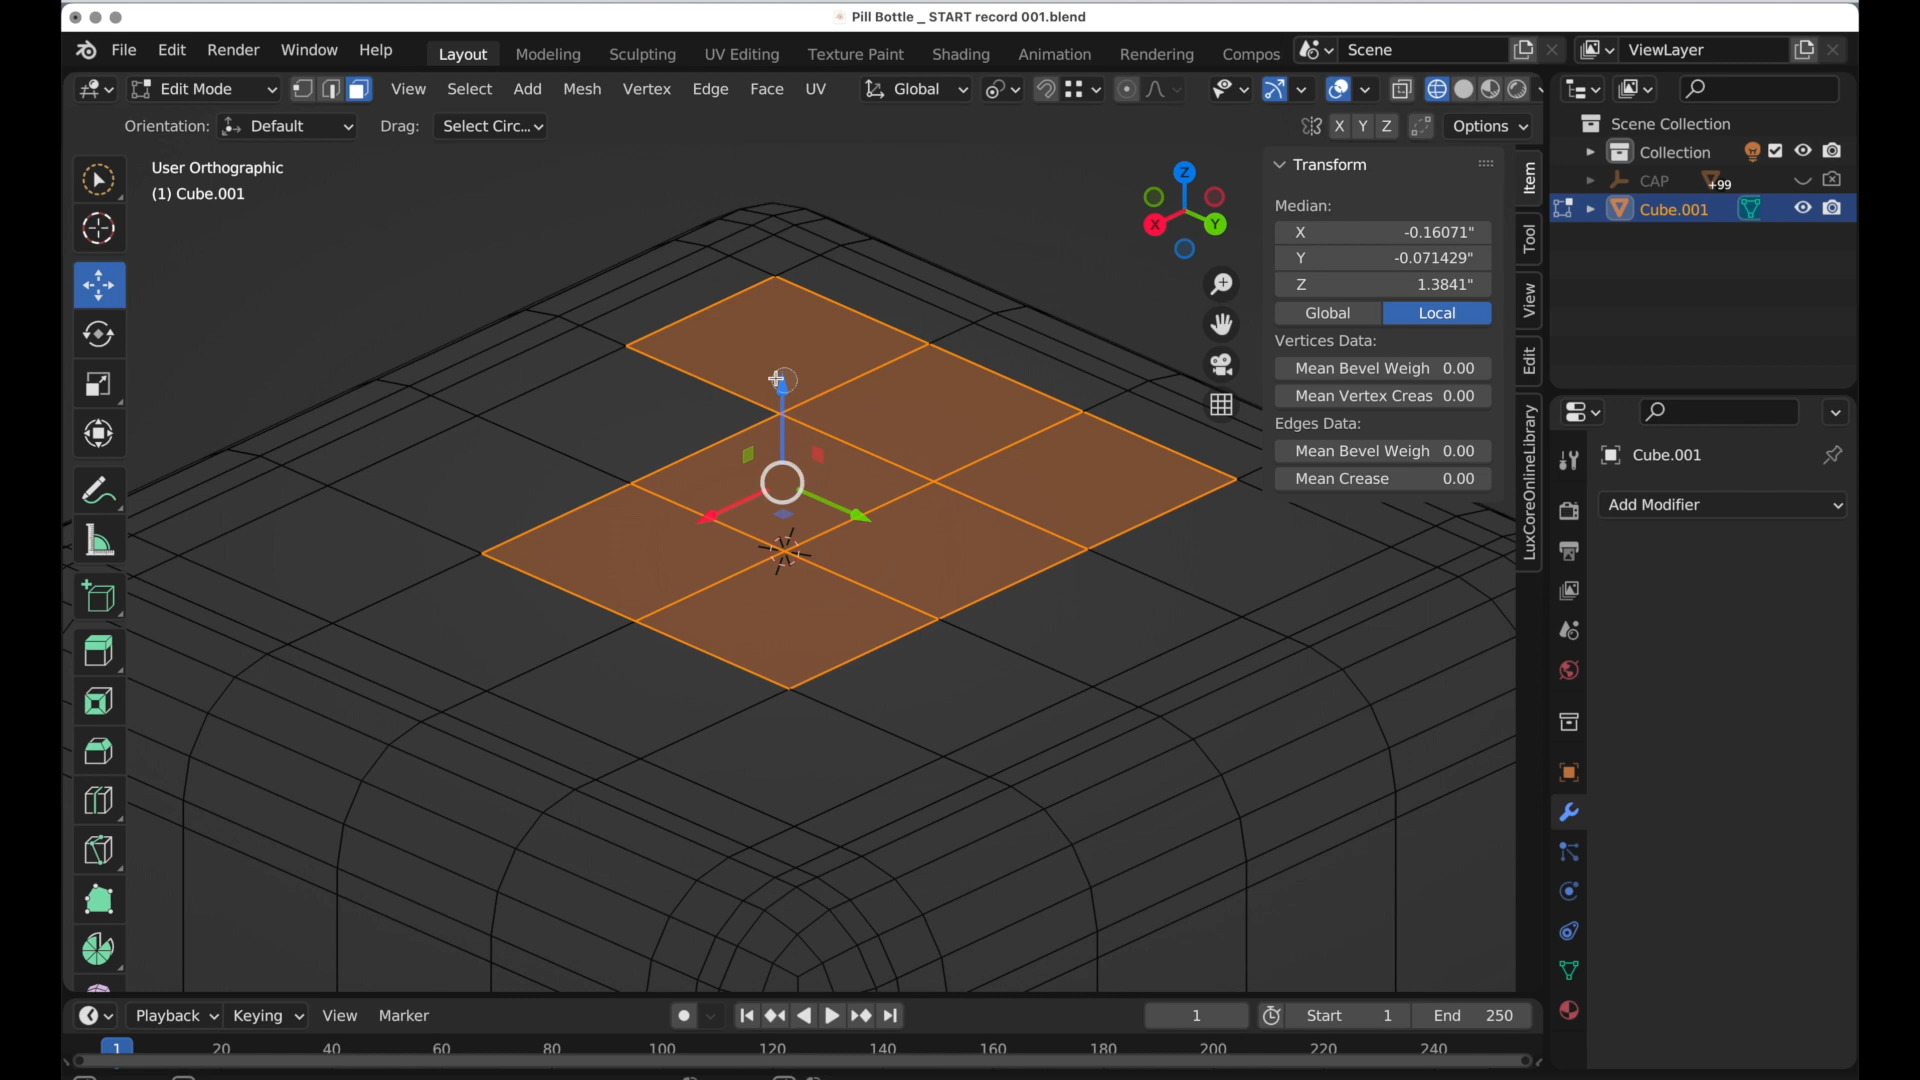 Pill Bottle _ START record 001.blend
File Edit Render Window Help Layout Modeling Sculpting UV Editing Texture Paint Shading Animation Rendering Compos Scene ViewLayer
Edit Mode View Select Add Mesh Vertex Edge Face UV Global
Orientation: Default Drag: Select Circ... X Y Z Options
User Orthographic
(1) Cube.001
Z
X
Y
Transform
Median:
X -0.16071"
Y -0.071429"
Z 1.3841"
Global Local
Vertices Data:
Mean Bevel Weigh 0.00
Mean Vertex Creas 0.00
Edges Data:
Mean Bevel Weigh 0.00
Mean Crease 0.00
Item
Tool
View
Edit
LuxCoreOnlineLibrary
Scene Collection
Collection
CAP +99
Cube.001
Cube.001
Add Modifier
Playback Keying View Marker 1 Start 1 End 250
1 20 40 60 80 100 120 140 160 180 200 220 240